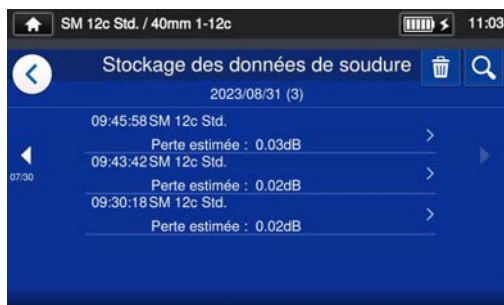 SM 12c Std. / 40mm 1-12c
11:03
Stockage des données de soudure
2023/08/31 (3)
09:45:58 SM 12c Std.
Perte estimée : 0.03dB
09:43:42 SM 12c Std.
Perte estimée : 0.02dB
09:30:18 SM 12c Std.
Perte estimée : 0.02dB
07/30